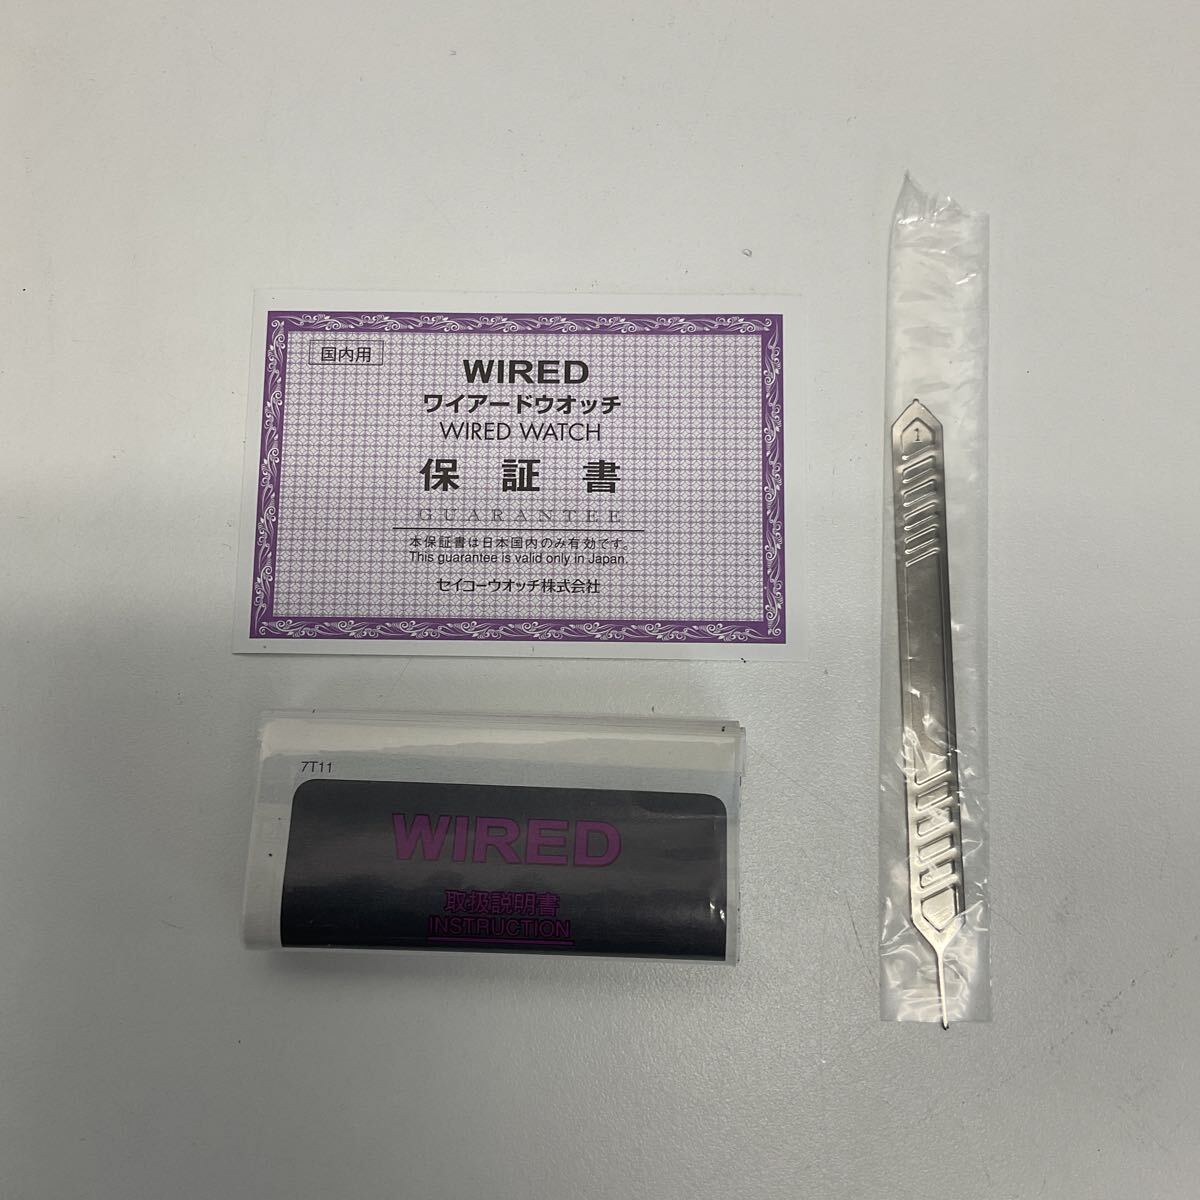 国内用
WIRED
ワイアードウオッチ
WIRED WATCH
保証書
GUARANTEE
本保証書は日本国内のみ有効です。
This guarantee is valid only in Japan.
セイコーウオッチ株式会社
7T11
WIRED
取扱説明書
INSTRUCTION
1